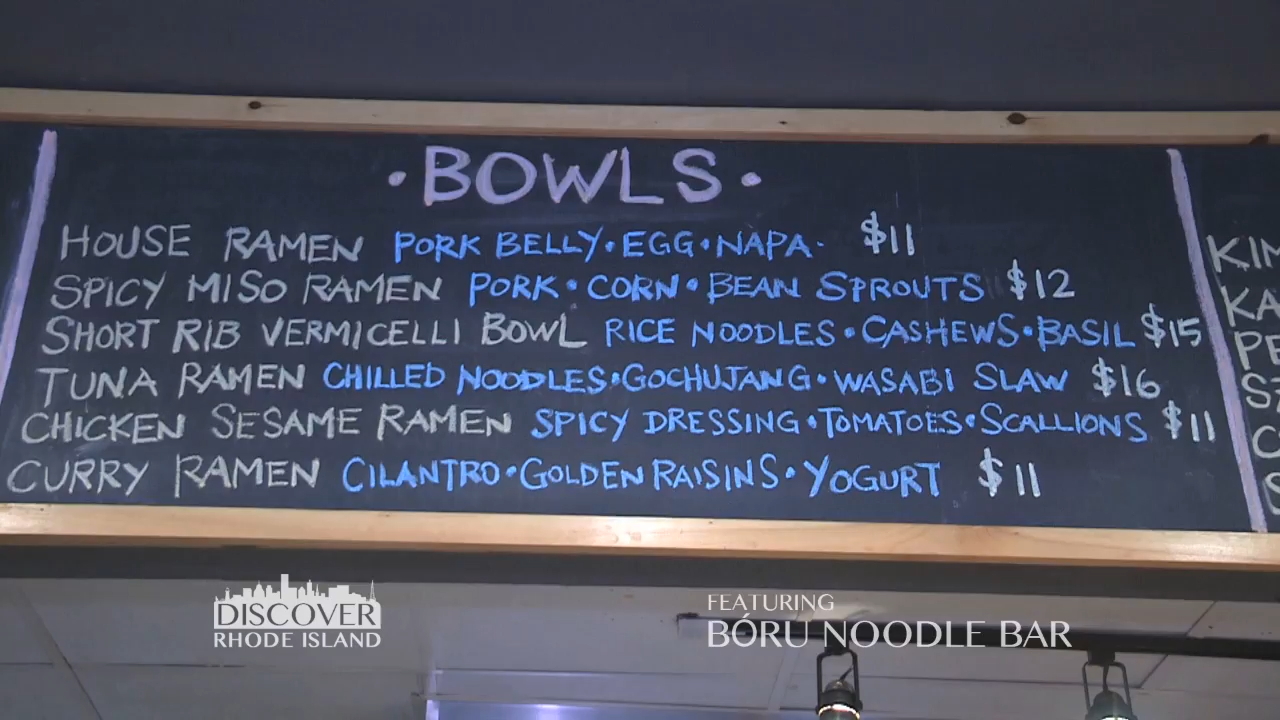 ·BOWLS·
HOUSE RAMEN PORK BELLY·EGG·NAPA· $11
SPICY MISO RAMEN PORK·CORN·BEAN SPROUTS $12
SHORT RIB VERMICELLI BOWL RICE NOODLES·CASHEWS·BASIL $15
TUNA RAMEN CHILLED NOODLES·GOCHUJANG·WASABI SLAW $16
CHICKEN SESAME RAMEN SPICY DRESSING·TOMATOES·SCALLIONS $11
CURRY RAMEN CILANTRO·GOLDEN RAISINS·YOGURT $11
DISCOVER
RHODE ISLAND
FEATURING
BÓRU NOODLE BAR